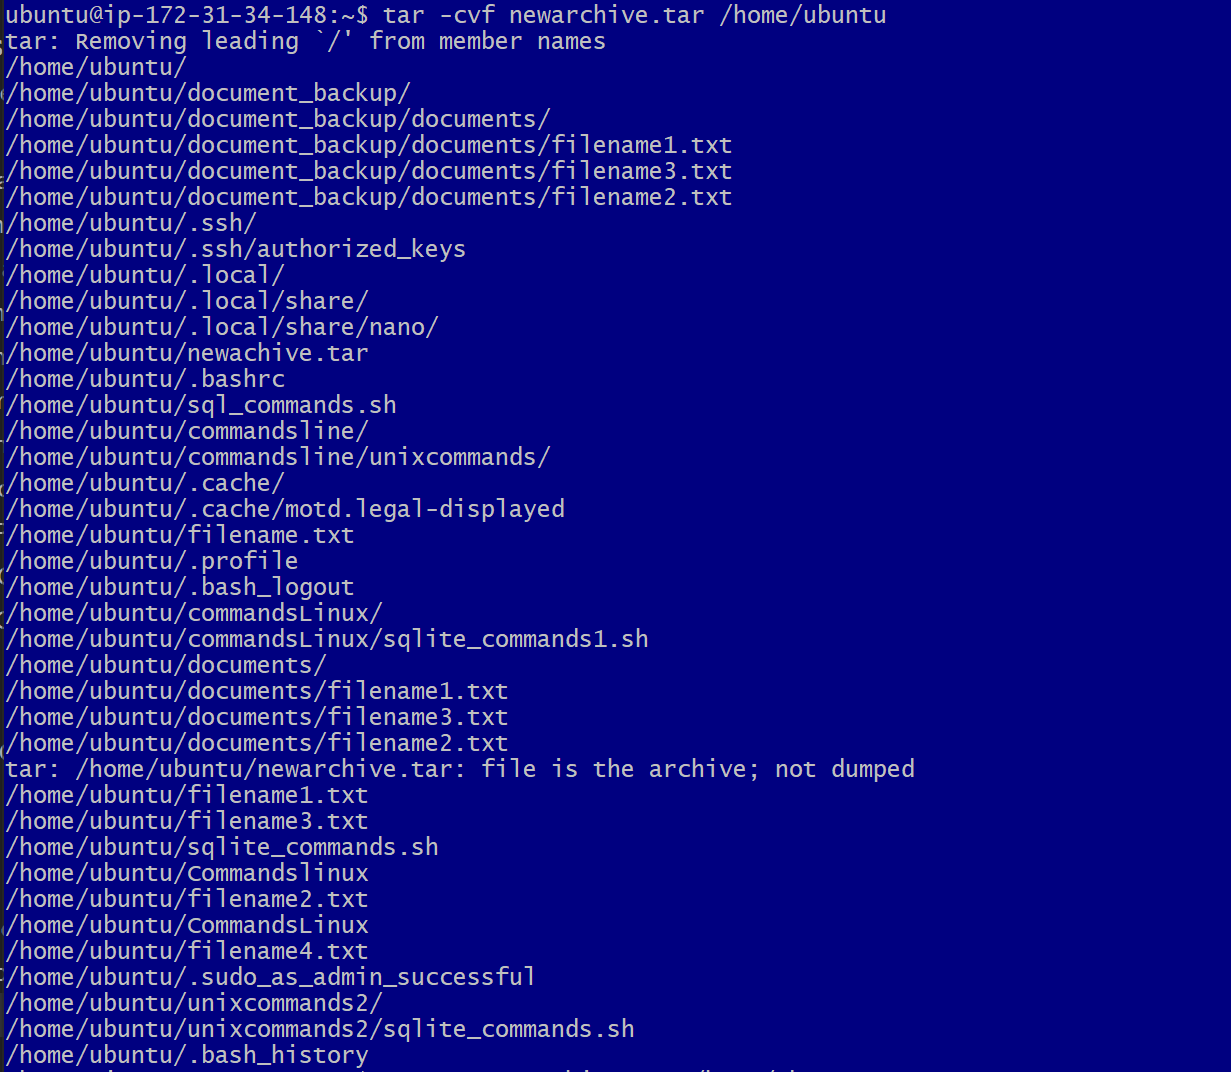 ubuntu@ip-172-31-34-148:~$ tar -cvf newarchive.tar /home/ubuntu
tar: Removing leading `/' from member names
/home/ubuntu/
/home/ubuntu/document_backup/
/home/ubuntu/document_backup/documents/
/home/ubuntu/document_backup/documents/filename1.txt
/home/ubuntu/document_backup/documents/filename3.txt
/home/ubuntu/document_backup/documents/filename2.txt
/home/ubuntu/.ssh/
/home/ubuntu/.ssh/authorized_keys
/home/ubuntu/.local/
/home/ubuntu/.local/share/
/home/ubuntu/.local/share/nano/
/home/ubuntu/newachive.tar
/home/ubuntu/.bashrc
/home/ubuntu/sql_commands.sh
/home/ubuntu/commandsline/
/home/ubuntu/commandsline/unixcommands/
/home/ubuntu/.cache/
/home/ubuntu/.cache/motd.legal-displayed
/home/ubuntu/filename.txt
/home/ubuntu/.profile
/home/ubuntu/.bash_logout
/home/ubuntu/commandsLinux/
/home/ubuntu/commandsLinux/sqlite_commands1.sh
/home/ubuntu/documents/
/home/ubuntu/documents/filename1.txt
/home/ubuntu/documents/filename3.txt
/home/ubuntu/documents/filename2.txt
tar: /home/ubuntu/newarchive.tar: file is the archive; not dumped
/home/ubuntu/filename1.txt
/home/ubuntu/filename3.txt
/home/ubuntu/sqlite_commands.sh
/home/ubuntu/Commandslinux
/home/ubuntu/filename2.txt
/home/ubuntu/CommandsLinux
/home/ubuntu/filename4.txt
/home/ubuntu/.sudo_as_admin_successful
/home/ubuntu/unixcommands2/
/home/ubuntu/unixcommands2/sqlite_commands.sh
/home/ubuntu/.bash_history